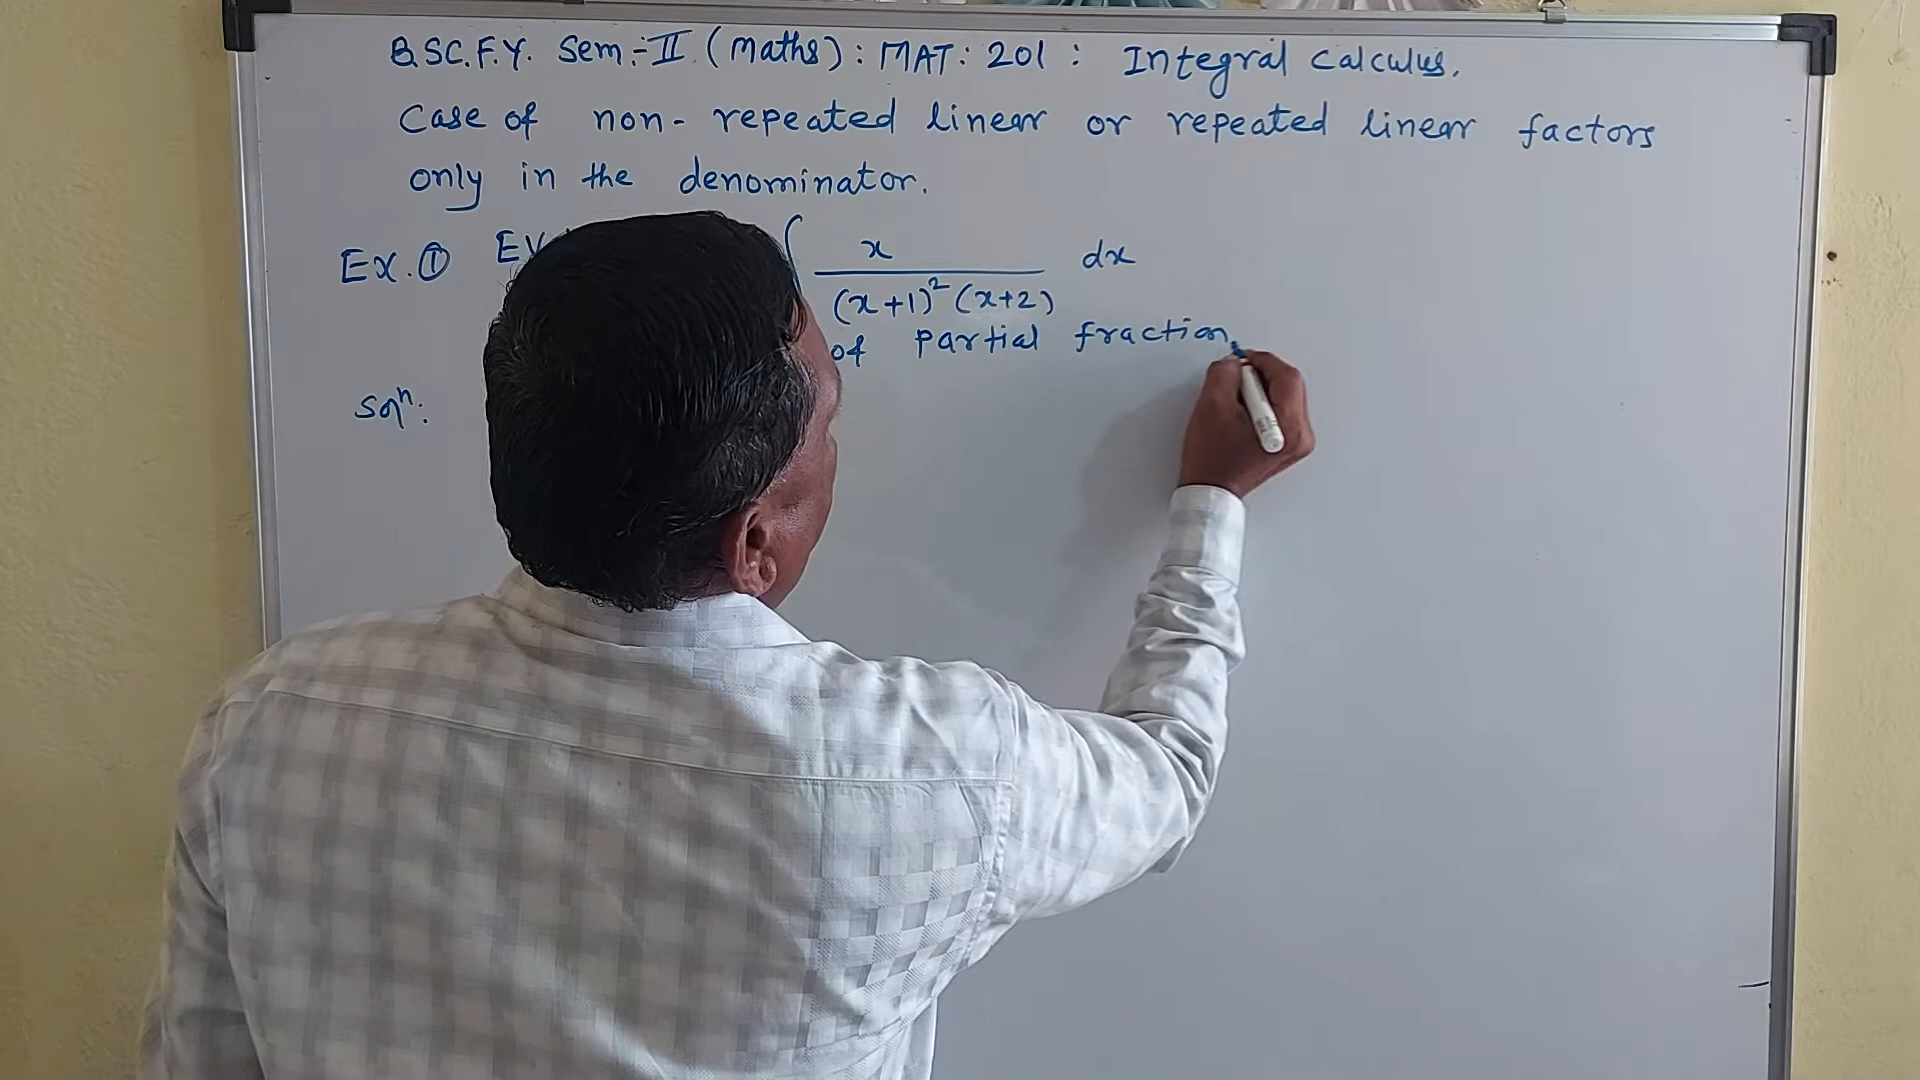 B.SC.F.Y. Sem:-II (Maths): MAT: 201 : Integral Calculus.
Case of non-repeated linear or repeated linear factors
only in the denominator.
Ex.① ∫ x / (x+1)² (x+2) dx
of partial fraction
Solⁿ: